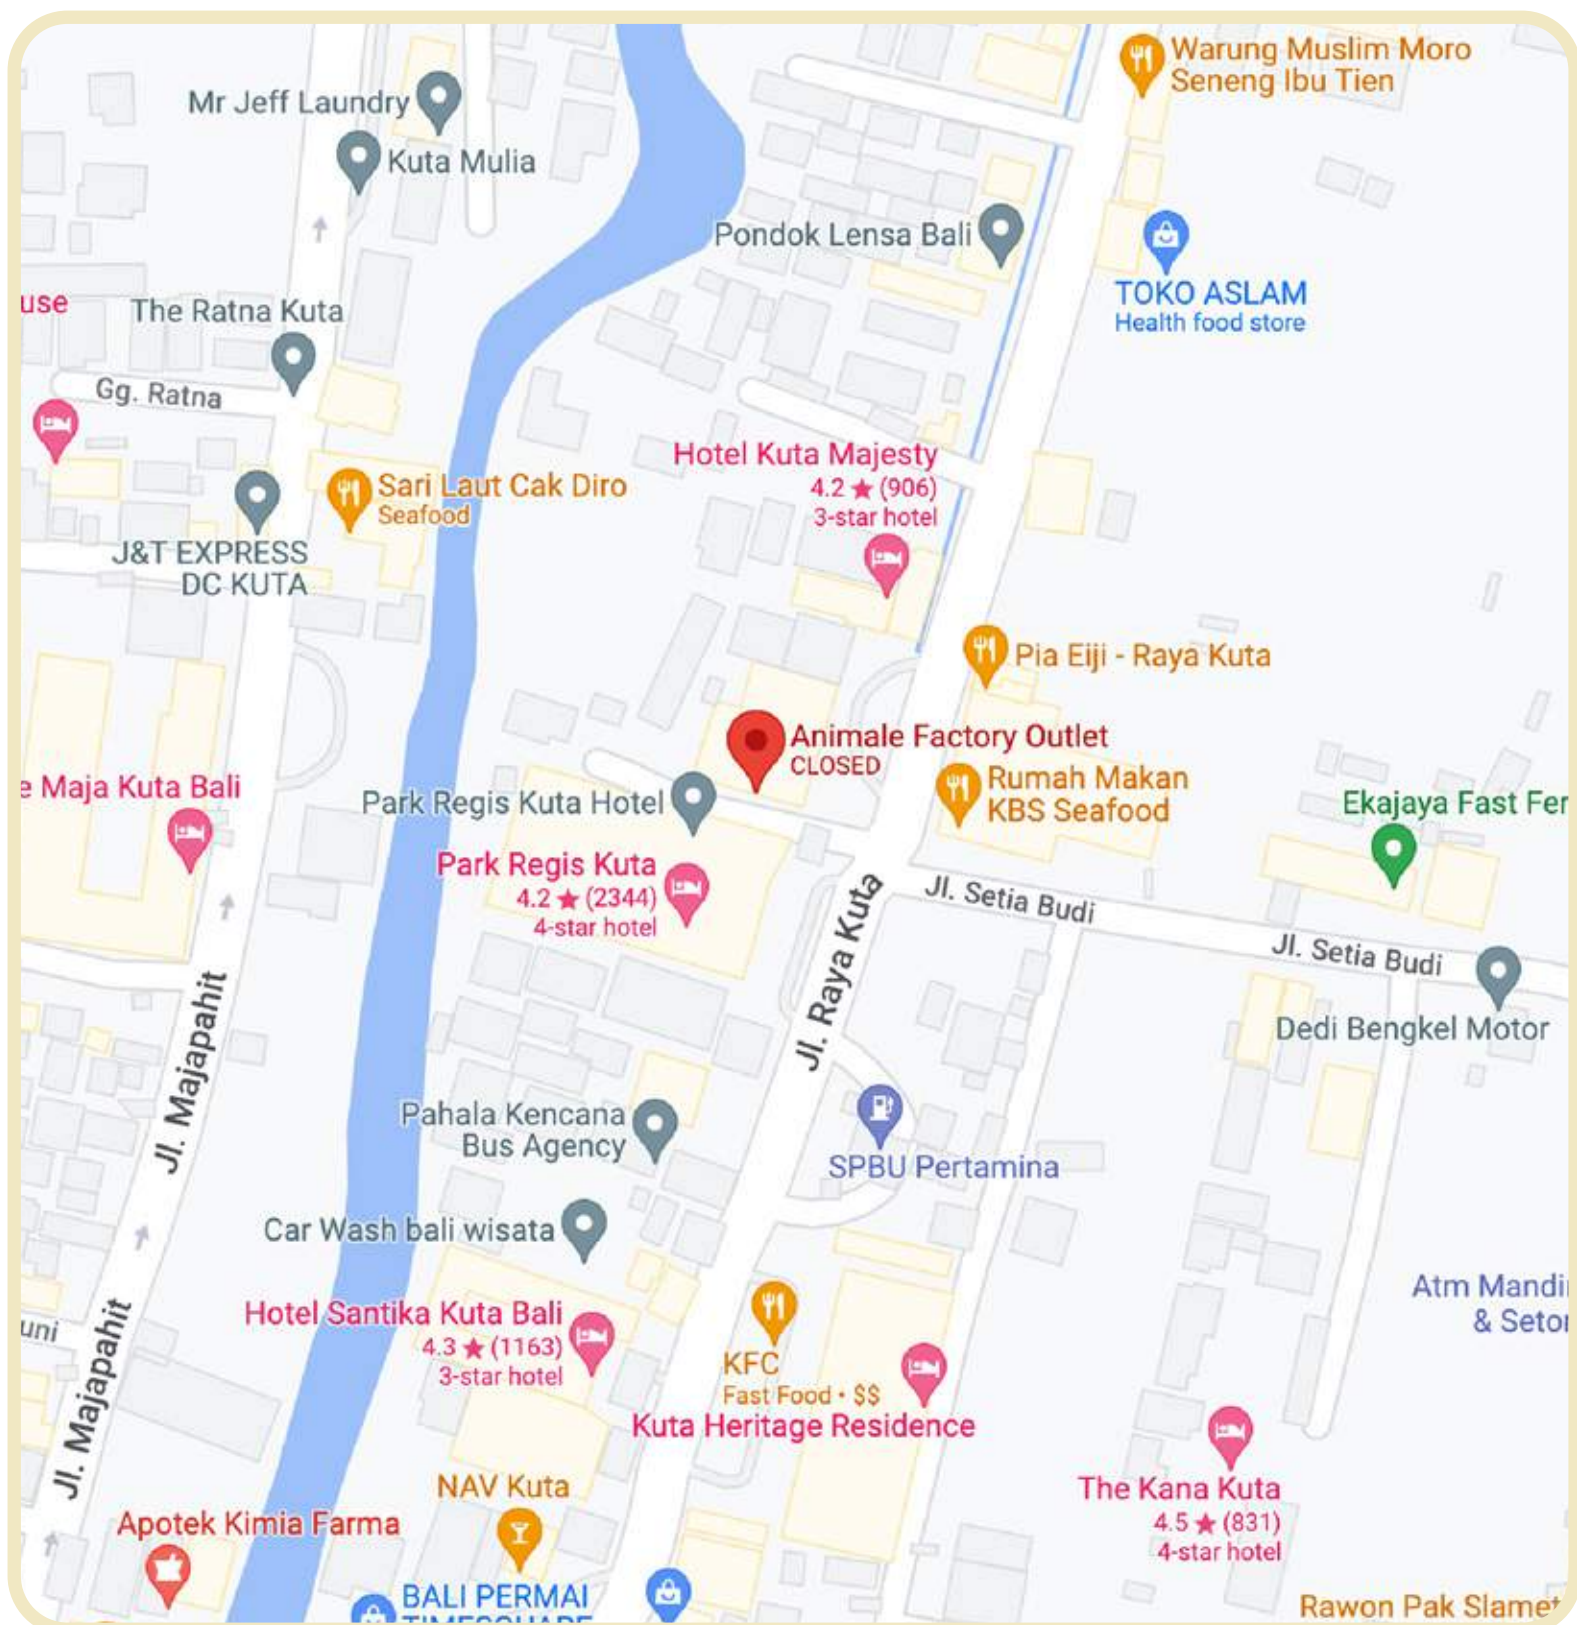 Warung Muslim Moro
Seneng Ibu Tien
Mr Jeff Laundry
Kuta Mulia
Pondok Lensa Bali
TOKO ASLAM
Health food store
use
The Ratna Kuta
Gg. Ratna
Hotel Kuta Majesty
4.2 ★ (906)
3-star hotel
Sari Laut Cak Diro
Seafood
J&T EXPRESS
DC KUTA
Pia Eiji - Raya Kuta
Animale Factory Outlet
CLOSED
Rumah Makan
KBS Seafood
e Maja Kuta Bali
Park Regis Kuta Hotel
Ekajaya Fast Fer
Park Regis Kuta
4.2 ★ (2344)
4-star hotel
Jl. Setia Budi
Jl. Setia Budi
Jl. Raya Kuta
Dedi Bengkel Motor
Jl. Majapahit
Pahala Kencana
Bus Agency
SPBU Pertamina
Car Wash bali wisata
Atm Mandi
& Seto
Hotel Santika Kuta Bali
4.3 ★ (1163)
3-star hotel
uni
KFC
Fast Food • $$
Kuta Heritage Residence
Jl. Majapahit
The Kana Kuta
4.5 ★ (831)
4-star hotel
NAV Kuta
Apotek Kimia Farma
BALI PERMAI
TIMESQUARE
Rawon Pak Slamet